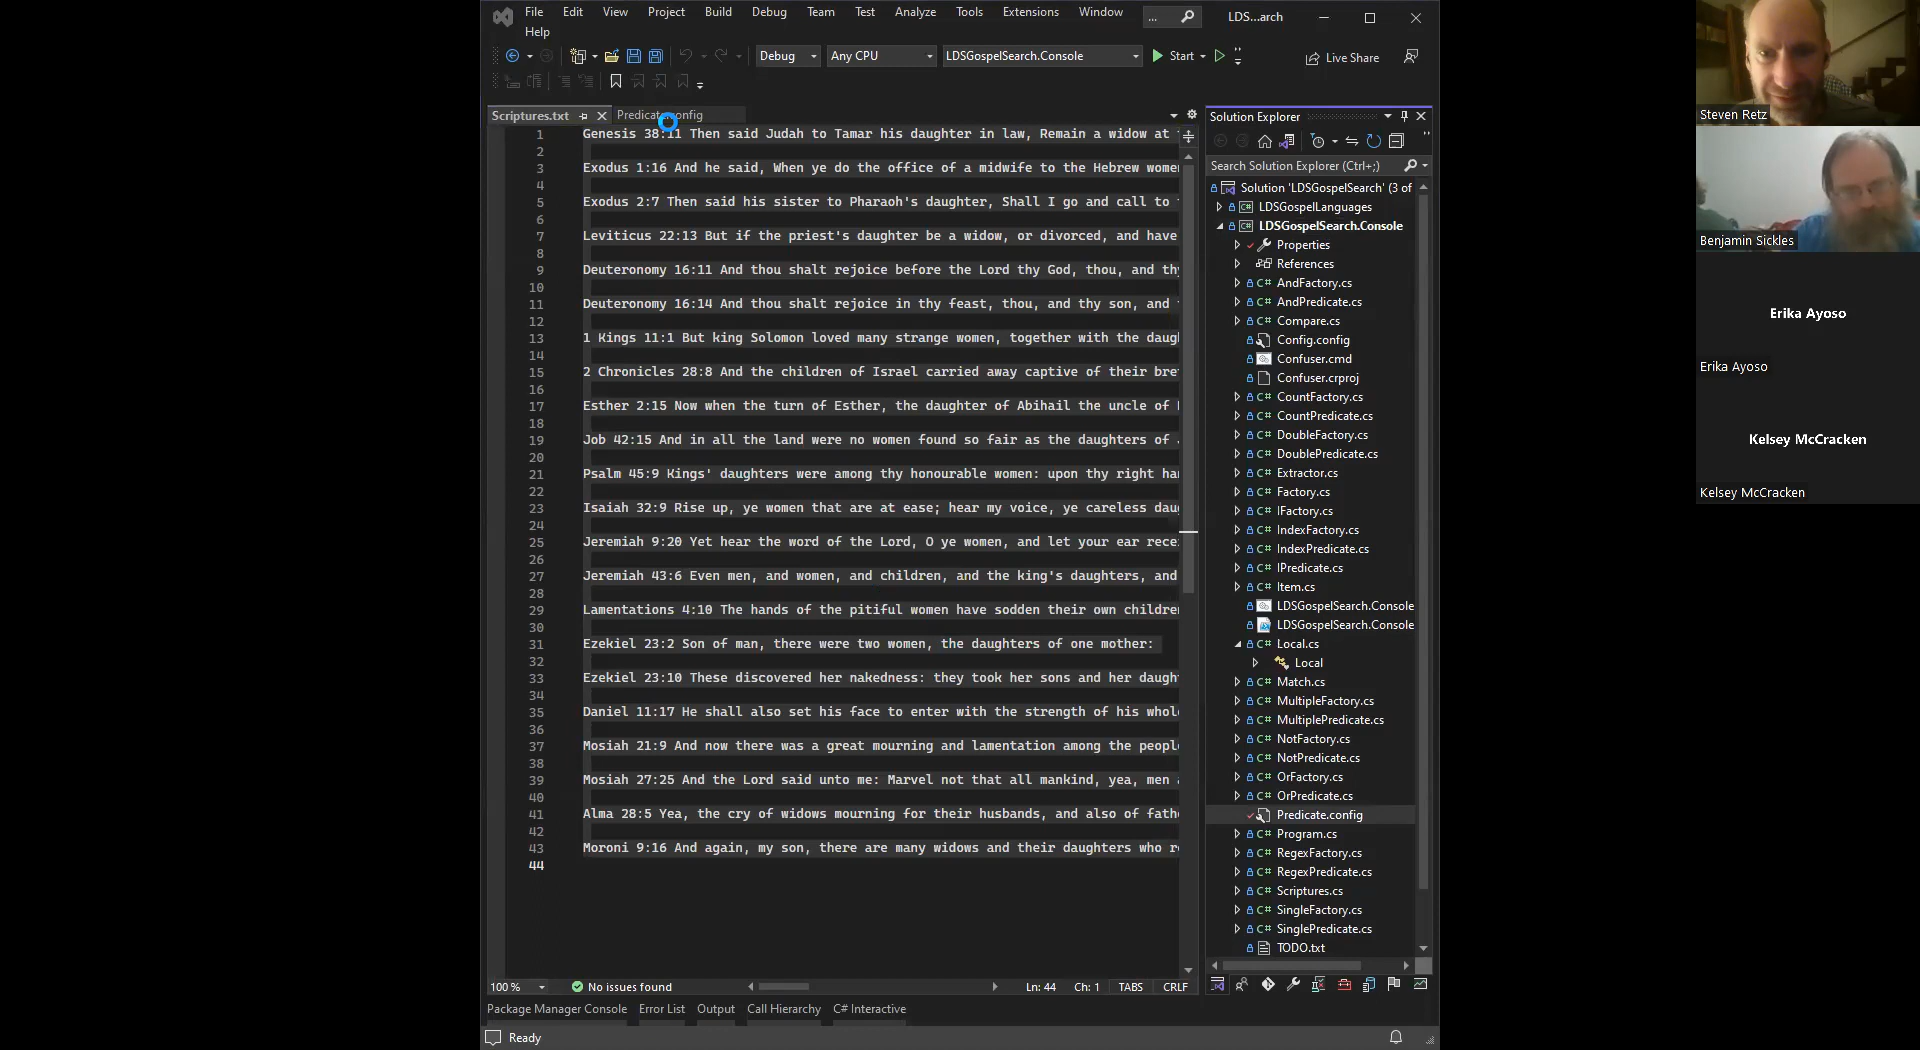 File Edit View Project Build Debug Team Test Analyze Tools Extensions Window ... LDS...arch
Help
Debug Any CPU LDSGospelSearch.Console Start Live Share
Scriptures.txt Predicate.config
1 Genesis 38:11 Then said Judah to Tamar his daughter in law, Remain a widow at
2
3 Exodus 1:16 And he said, When ye do the office of a midwife to the Hebrew wome
4
5 Exodus 2:7 Then said his sister to Pharaoh's daughter, Shall I go and call to
6
7 Leviticus 22:13 But if the priest's daughter be a widow, or divorced, and have
8
9 Deuteronomy 16:11 And thou shalt rejoice before the Lord thy God, thou, and thy
10
11 Deuteronomy 16:14 And thou shalt rejoice in thy feast, thou, and thy son, and
12
13 1 Kings 11:1 But king Solomon loved many strange women, together with the daug
14
15 2 Chronicles 28:8 And the children of Israel carried away captive of their bre
16
17 Esther 2:15 Now when the turn of Esther, the daughter of Abihail the uncle of
18
19 Job 42:15 And in all the land were no women found so fair as the daughters of
20
21 Psalm 45:9 Kings' daughters were among thy honourable women: upon thy right ha
22
23 Isaiah 32:9 Rise up, ye women that are at ease; hear my voice, ye careless dau
24
25 Jeremiah 9:20 Yet hear the word of the Lord, O ye women, and let your ear rece
26
27 Jeremiah 43:6 Even men, and women, and children, and the king's daughters, and
28
29 Lamentations 4:10 The hands of the pitiful women have sodden their own childre
30
31 Ezekiel 23:2 Son of man, there were two women, the daughters of one mother:
32
33 Ezekiel 23:10 These discovered her nakedness: they took her sons and her daugh
34
35 Daniel 11:17 He shall also set his face to enter with the strength of his whol
36
37 Mosiah 21:9 And now there was a great mourning and lamentation among the peopl
38
39 Mosiah 27:25 And the Lord said unto me: Marvel not that all mankind, yea, men
40
41 Alma 28:5 Yea, the cry of widows mourning for their husbands, and also of fath
42
43 Moroni 9:16 And again, my son, there are many widows and their daughters who r
44
100 % No issues found Ln: 44 Ch: 1 TABS CRLF
Package Manager Console Error List Output Call Hierarchy C# Interactive
Ready
Solution Explorer
Search Solution Explorer (Ctrl+;)
Solution 'LDSGospelSearch' (3 of
C# LDSGospelLanguages
C# LDSGospelSearch.Console
Properties
References
C# AndFactory.cs
C# AndPredicate.cs
C# Compare.cs
Config.config
Confuser.cmd
Confuser.crproj
C# CountFactory.cs
C# CountPredicate.cs
C# DoubleFactory.cs
C# DoublePredicate.cs
C# Extractor.cs
C# Factory.cs
C# IFactory.cs
C# IndexFactory.cs
C# IndexPredicate.cs
C# IPredicate.cs
C# Item.cs
LDSGospelSearch.Console
LDSGospelSearch.Console
C# Local.cs
Local
C# Match.cs
C# MultipleFactory.cs
C# MultiplePredicate.cs
C# NotFactory.cs
C# NotPredicate.cs
C# OrFactory.cs
C# OrPredicate.cs
Predicate.config
C# Program.cs
C# RegexFactory.cs
C# RegexPredicate.cs
C# Scriptures.cs
C# SingleFactory.cs
C# SinglePredicate.cs
TODO.txt
Steven Retz
Benjamin Sickles
Erika Ayoso
Erika Ayoso
Kelsey McCracken
Kelsey McCracken